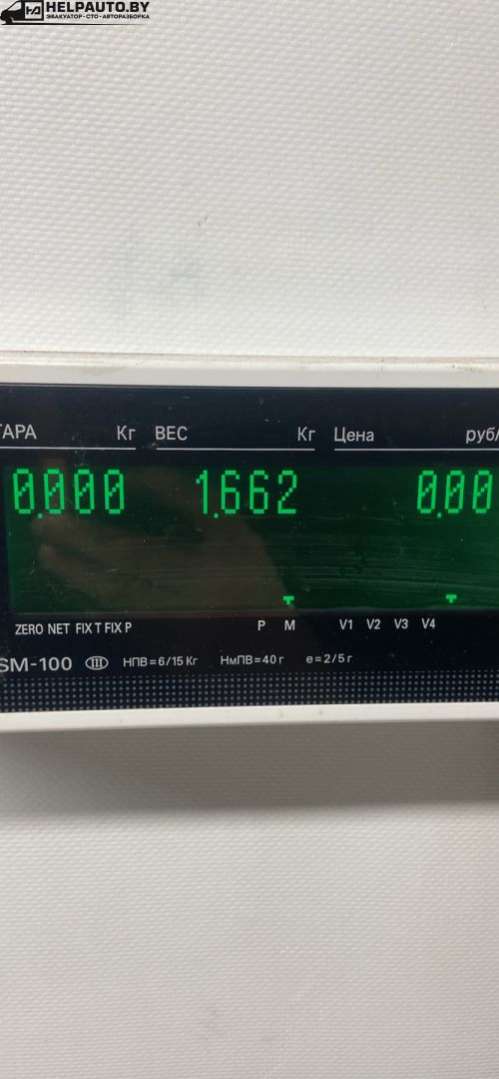 HELPAUTO.BY
ЭВАКУАТОР·СТО·АВТОРАЗБОРКА
ТАРА Кг ВЕС Кг Цена руб/
0.000 1.662 0.00
ZERO NET FIX T FIX P P M V1 V2 V3 V4
SM-100 III НПВ=6/15 Кг НмПВ=40 г e=2/5 г